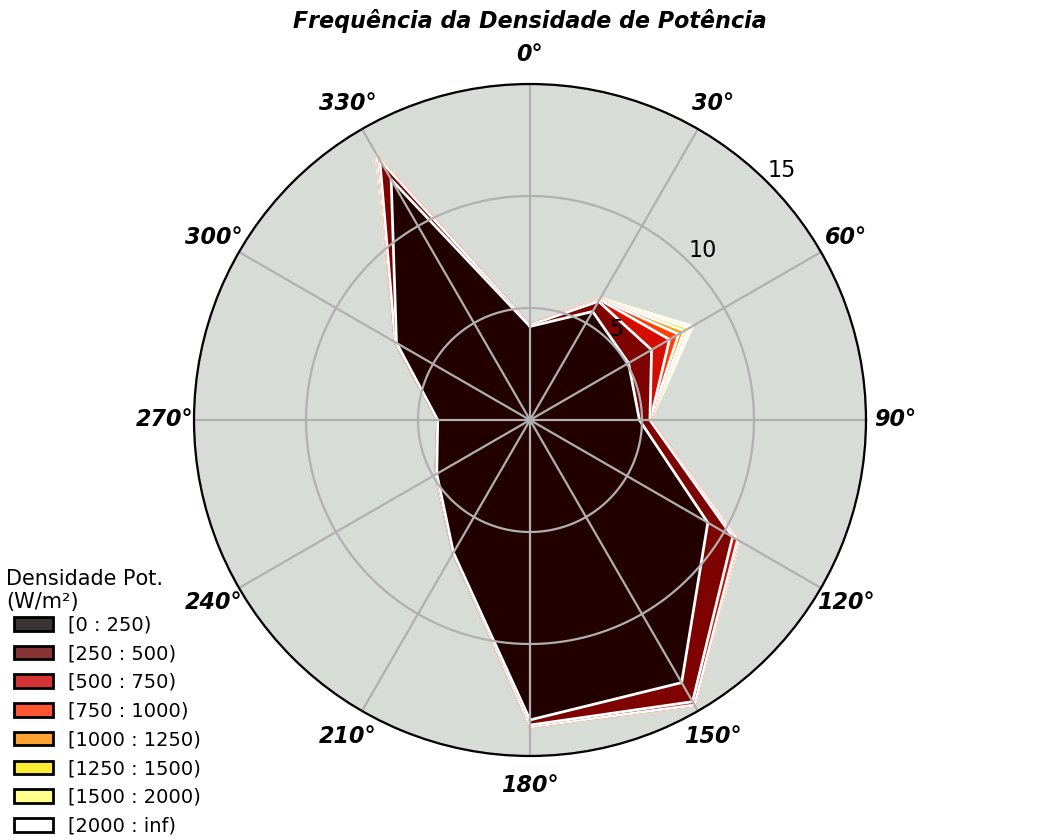 Frequência da Densidade de Potência
0°
330°
30°
15
300°
60°
10
5
270°
90°
Densidade Pot.
(W/m²)
240°
120°
[0 : 250)
[250 : 500)
[500 : 750)
[750 : 1000)
210°
150°
[1000 : 1250)
[1250 : 1500)
180°
[1500 : 2000)
[2000 : inf)